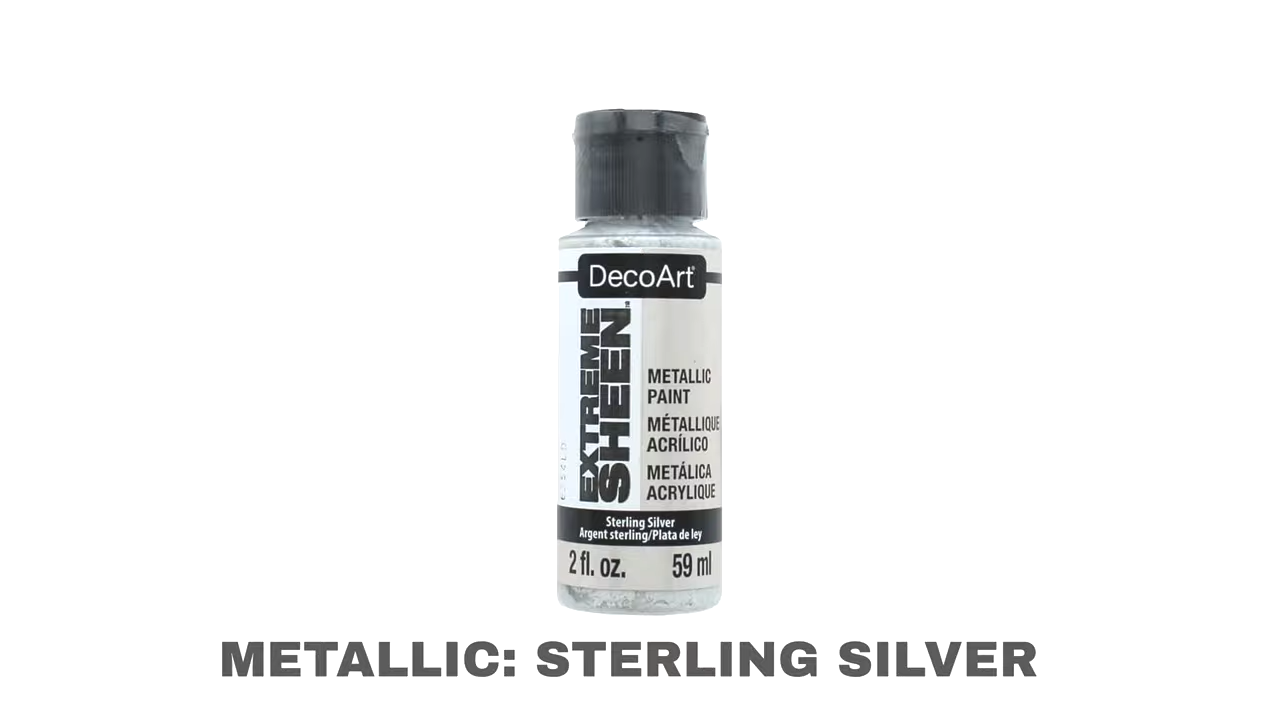 DecoArt®
EXTREME
SHEEN™
METALLIC
PAINT
MÉTALLIQUE
ACRÍLICO
METÁLICA
ACRYLIQUE
Sterling Silver
Argent sterling/Plata de ley
2 fl. oz. 59 ml
METALLIC: STERLING SILVER